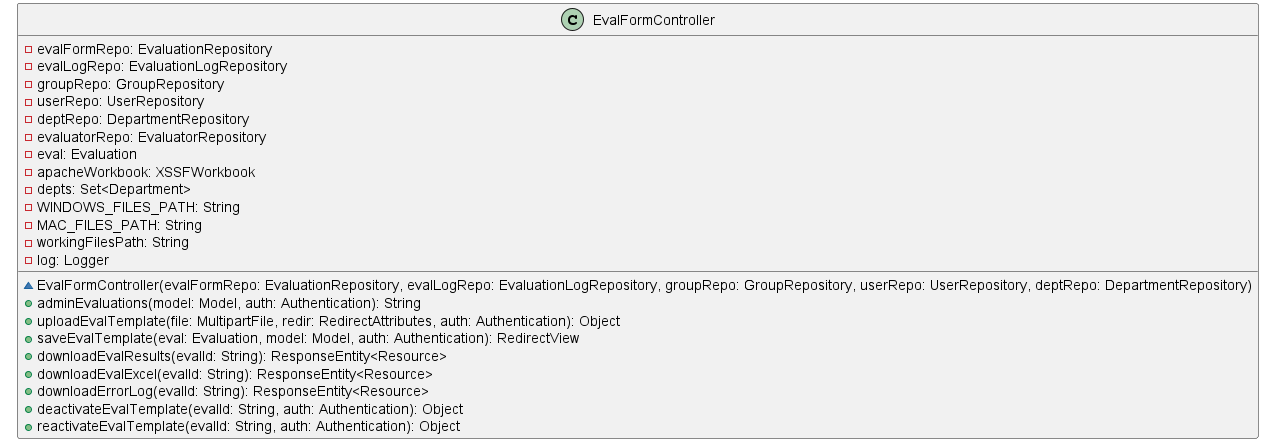 C EvalFormController
evalFormRepo: EvaluationRepository
evalLogRepo: EvaluationLogRepository
groupRepo: GroupRepository
userRepo: UserRepository
deptRepo: DepartmentRepository
evaluatorRepo: EvaluatorRepository
eval: Evaluation
apacheWorkbook: XSSFWorkbook
depts: Set<Department>
WINDOWS_FILES_PATH: String
MAC_FILES_PATH: String
workingFilesPath: String
log: Logger
EvalFormController(evalFormRepo: EvaluationRepository, evalLogRepo: EvaluationLogRepository, groupRepo: GroupRepository, userRepo: UserRepository, deptRepo: DepartmentRepository)
adminEvaluations(model: Model, auth: Authentication): String
uploadEvalTemplate(file: MultipartFile, redir: RedirectAttributes, auth: Authentication): Object
saveEvalTemplate(eval: Evaluation, model: Model, auth: Authentication): RedirectView
downloadEvalResults(evalId: String): ResponseEntity<Resource>
downloadEvalExcel(evalId: String): ResponseEntity<Resource>
downloadErrorLog(evalId: String): ResponseEntity<Resource>
deactivateEvalTemplate(evalId: String, auth: Authentication): Object
reactivateEvalTemplate(evalId: String, auth: Authentication): Object